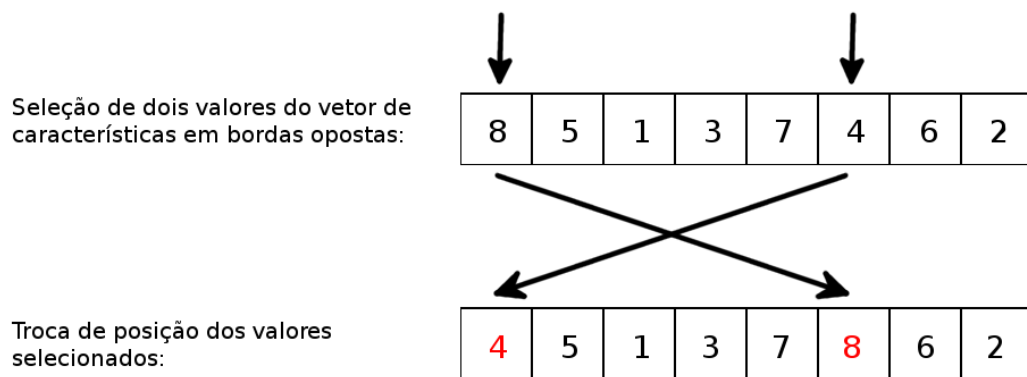 Seleção de dois valores do vetor de
características em bordas opostas:
8 5 1 3 7 4 6 2
Troca de posição dos valores
selecionados:
4 5 1 3 7 8 6 2